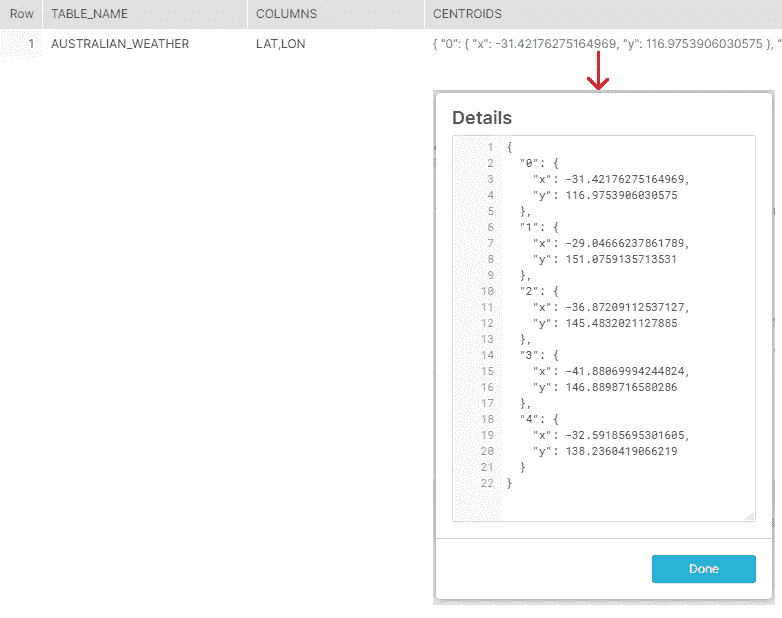 Row TABLE_NAME COLUMNS CENTROIDS
1 AUSTRALIAN_WEATHER LAT,LON { "0": { "x": -31.42176275164969, "y": 116.9753906030575 }, "
Details
1 {
2 "0": {
3 "x": -31.42176275164969,
4 "y": 116.9753906030575
5 },
6 "1": {
7 "x": -29.04666237861789,
8 "y": 151.0759135713531
9 },
10 "2": {
11 "x": -36.87209112537127,
12 "y": 145.4832021127885
13 },
14 "3": {
15 "x": -41.88069994244824,
16 "y": 146.8898716580286
17 },
18 "4": {
19 "x": -32.59185695301605,
20 "y": 138.2360419066219
21 }
22 }
Done